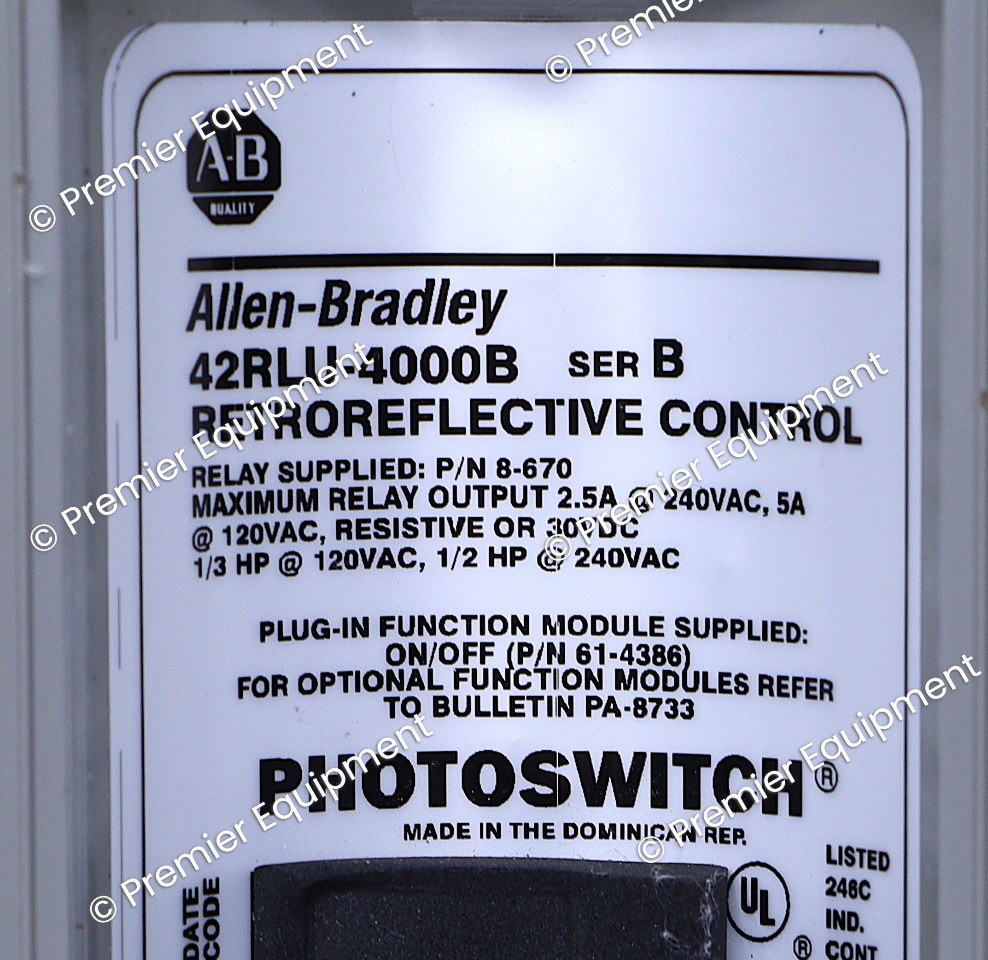 © Premier Equipment
© Premier Equipment
A-B
QUALITY
Allen-Bradley
42RLU-4000B SER B
RETROREFLECTIVE CONTROL
© Premier Equipment
© Premier Equipment
RELAY SUPPLIED: P/N 8-670
MAXIMUM RELAY OUTPUT 2.5A @ 240VAC, 5A
@ 120VAC, RESISTIVE OR 30VDC
1/3 HP @ 120VAC, 1/2 HP @ 240VAC
PLUG-IN FUNCTION MODULE SUPPLIED:
ON/OFF (P/N 61-4386)
FOR OPTIONAL FUNCTION MODULES REFER
TO BULLETIN PA-8733
PHOTOSWITCH®
© Premier Equipment
© Premier Equipment
MADE IN THE DOMINICAN REP.
DATE
CODE
UL
®
LISTED
246C
IND.
CONT